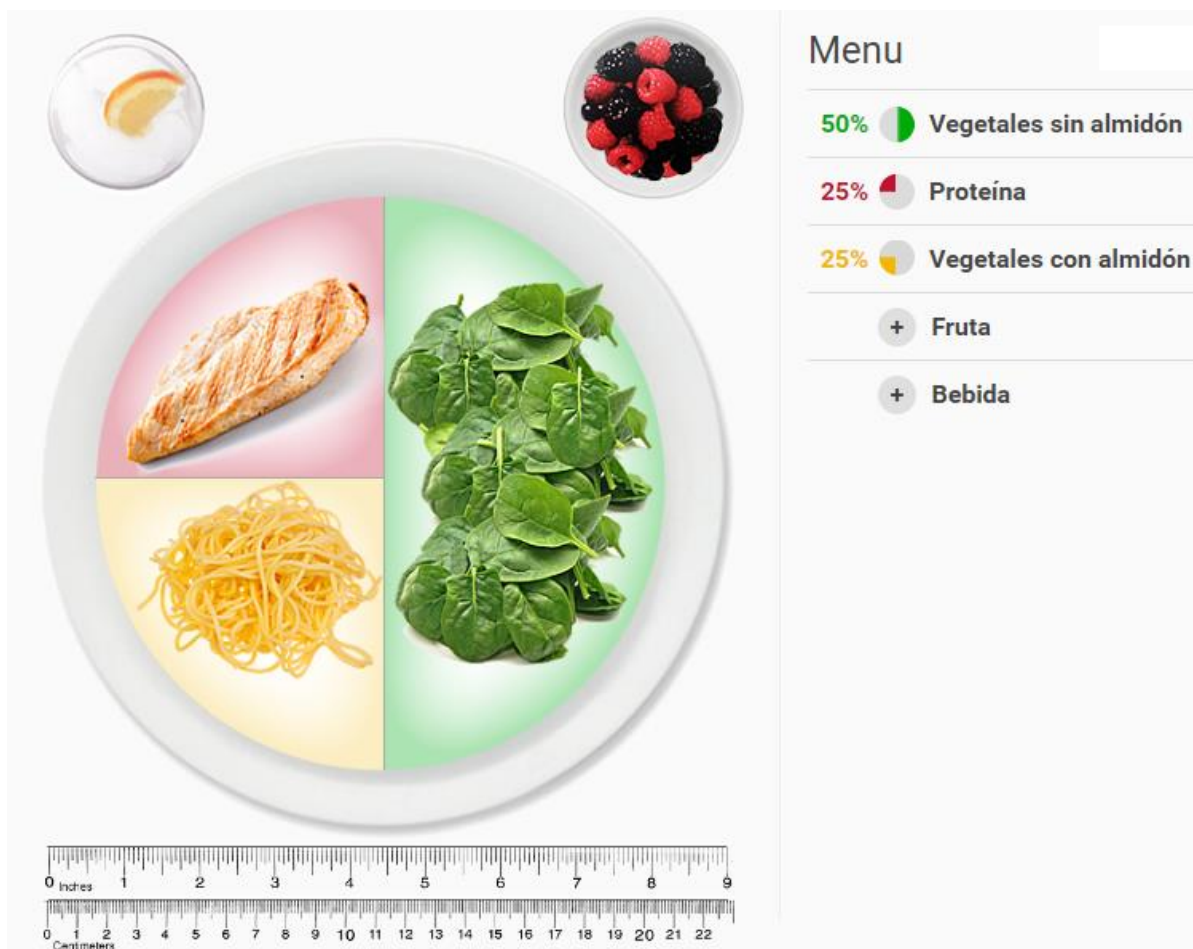 Menu
50% Vegetales sin almidón
25% Proteína
25% Vegetales con almidón
+ Fruta
+ Bebida
0 Inches 1 2 3 4 5 6 7 8 9
0 1 2 3 4 5 6 7 8 9 10 11 12 13 14 15 16 17 18 19 20 21 22
Centimeters